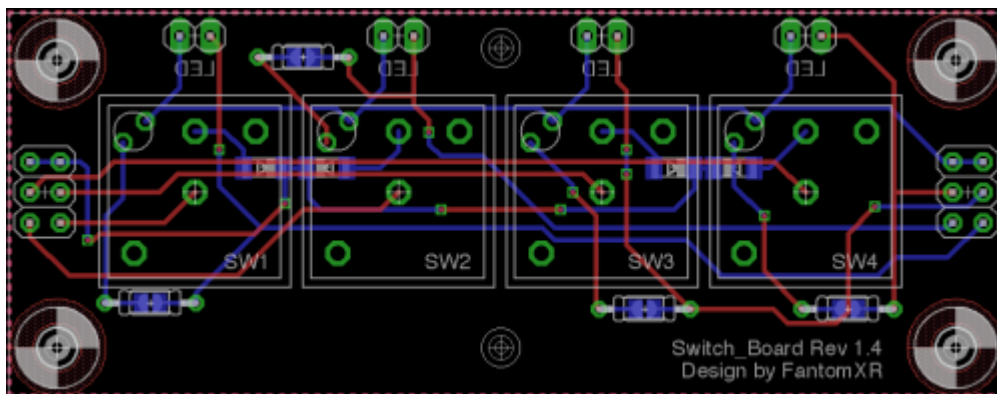 LED
LED
LED
LED
SW1
SW2
SW3
SW4
Switch_Board Rev 1.4
Design by FantomXR